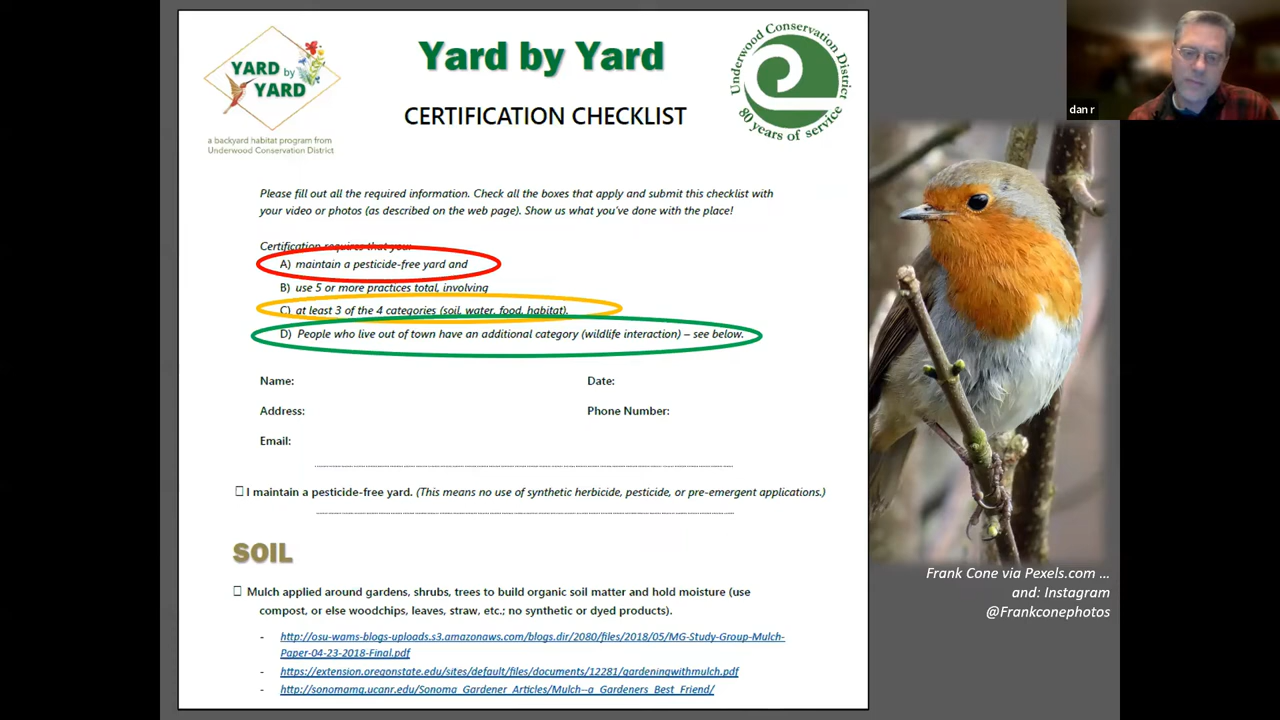 YARD by
YARD
a backyard habitat program from
Underwood Conservation District
Yard by Yard
CERTIFICATION CHECKLIST
Underwood Conservation District
80 years of service
dan r
Please fill out all the required information. Check all the boxes that apply and submit this checklist with
your video or photos (as described on the web page). Show us what you've done with the place!
Certification requires that you:
A) maintain a pesticide-free yard and
B) use 5 or more practices total, involving
C) at least 3 of the 4 categories (soil, water, food, habitat).
D) People who live out of town have an additional category (wildlife interaction) – see below.
Name:
Date:
Address:
Phone Number:
Email:
I maintain a pesticide-free yard. (This means no use of synthetic herbicide, pesticide, or pre-emergent applications.)
SOIL
Mulch applied around gardens, shrubs, trees to build organic soil matter and hold moisture (use
compost, or else woodchips, leaves, straw, etc.; no synthetic or dyed products).
- http://osu-wams-blogs-uploads.s3.amazonaws.com/blogs.dir/2080/files/2018/05/MG-Study-Group-Mulch-
Paper-04-23-2018-Final.pdf
- https://extension.oregonstate.edu/sites/default/files/documents/12281/gardeningwithmulch.pdf
- http://sonomamg.ucanr.edu/Sonoma_Gardener_Articles/Mulch--a_Gardeners_Best_Friend/
Frank Cone via Pexels.com ...
and: Instagram
@Frankconephotos